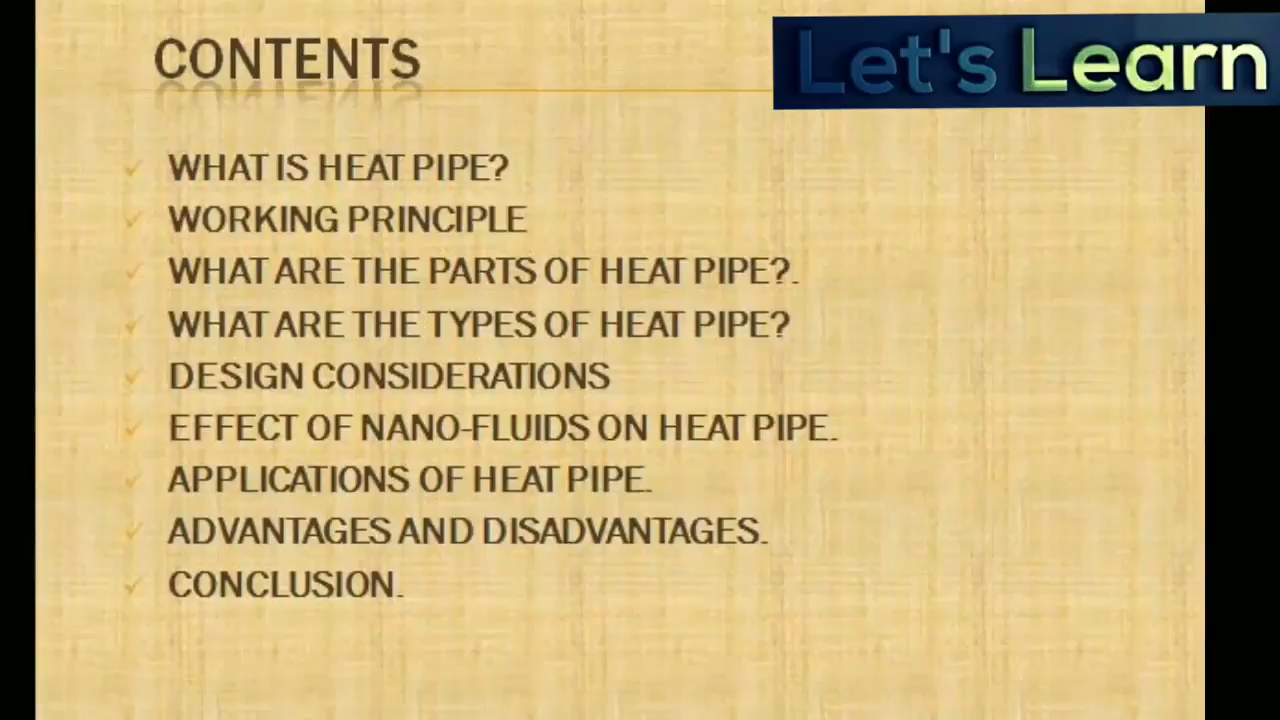 CONTENTS
Let's Learn
WHAT IS HEAT PIPE?
WORKING PRINCIPLE
WHAT ARE THE PARTS OF HEAT PIPE?.
WHAT ARE THE TYPES OF HEAT PIPE?
DESIGN CONSIDERATIONS
EFFECT OF NANO-FLUIDS ON HEAT PIPE.
APPLICATIONS OF HEAT PIPE.
ADVANTAGES AND DISADVANTAGES.
CONCLUSION.